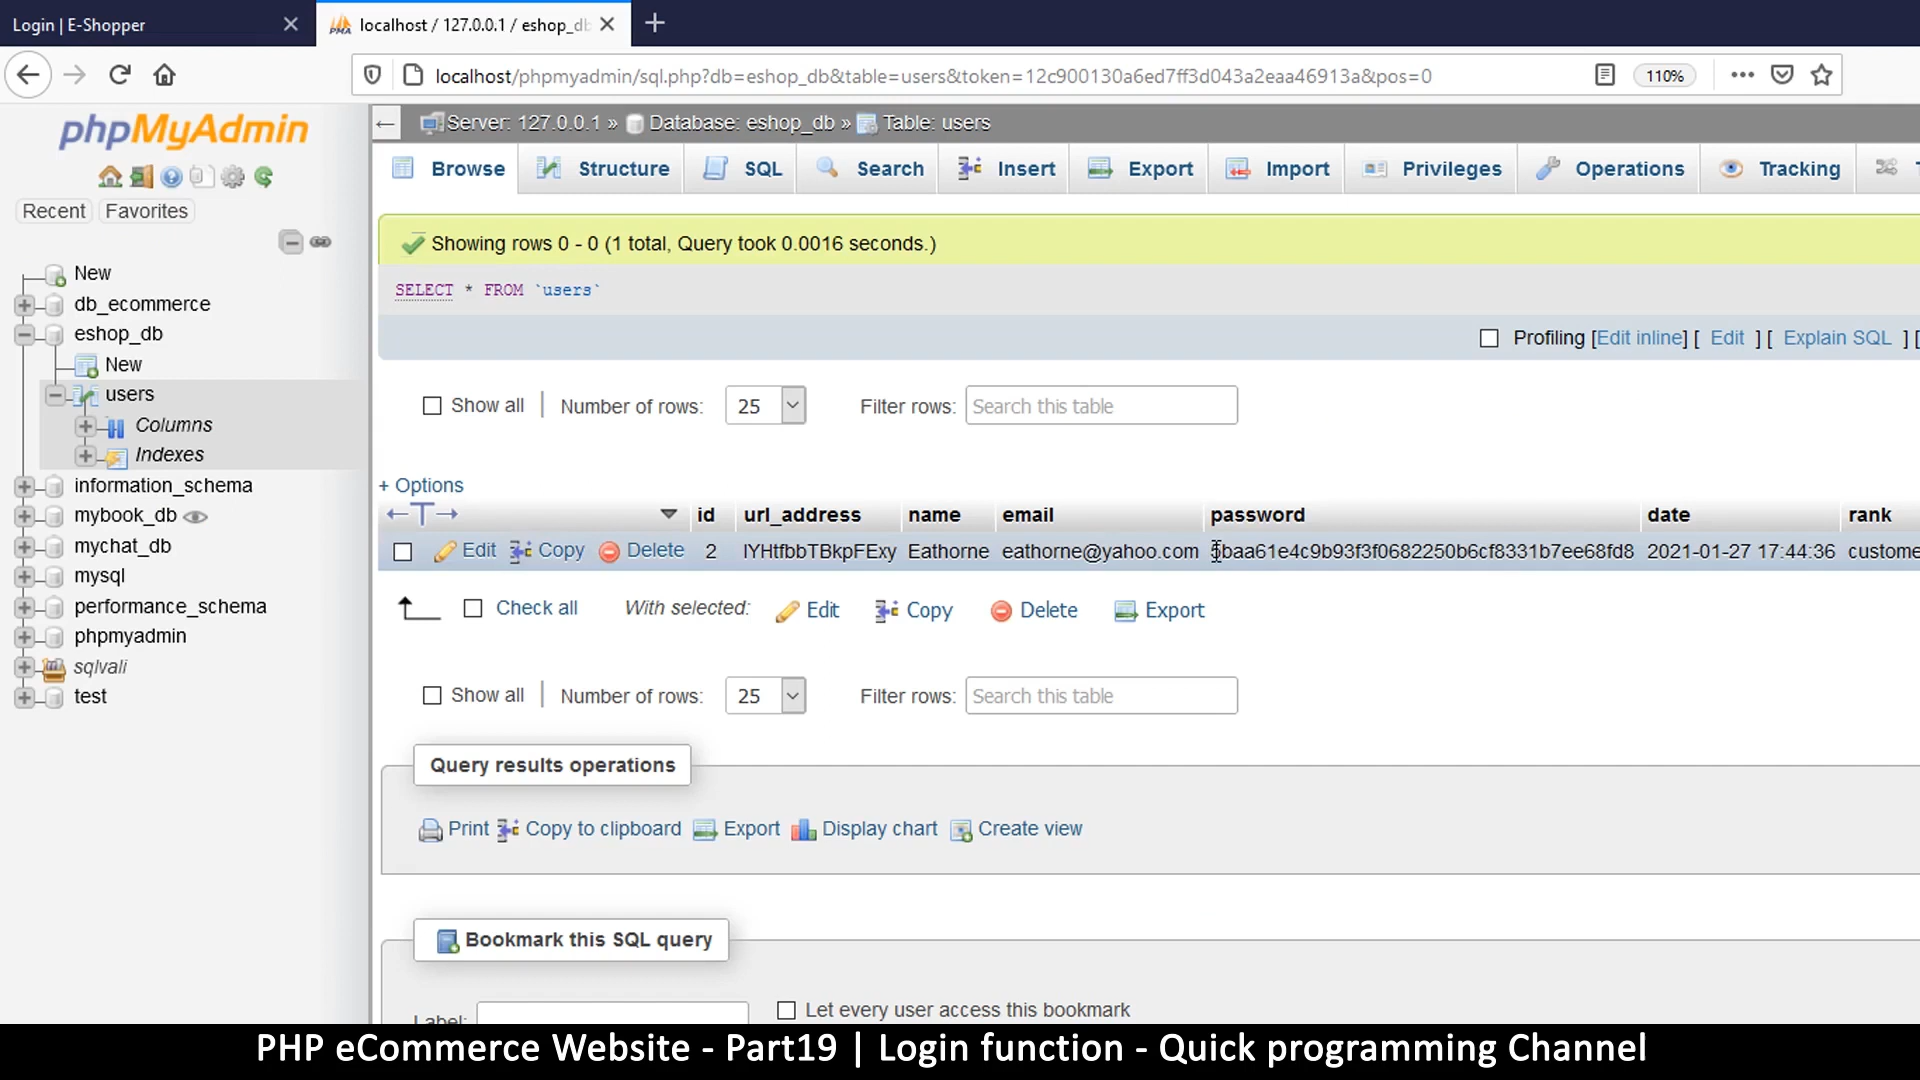 Login | E-Shopper
localhost / 127.0.0.1 / eshop_db
localhost/phpmyadmin/sql.php?db=eshop_db&table=users&token=12c900130a6ed7ff3d043a2eaa46913a&pos=0
110%
phpMyAdmin
Recent Favorites
New
db_ecommerce
eshop_db
New
users
Columns
Indexes
information_schema
mybook_db
mychat_db
mysql
performance_schema
phpmyadmin
sqlvali
test
Server: 127.0.0.1 » Database: eshop_db » Table: users
Browse Structure SQL Search Insert Export Import Privileges Operations Tracking
Showing rows 0 - 0 (1 total, Query took 0.0016 seconds.)
SELECT * FROM `users`
Profiling [Edit inline] [ Edit ] [ Explain SQL ] [
Show all | Number of rows: 25 Filter rows: Search this table
+ Options
id url_address name email password date rank
Edit Copy Delete 2 IYHtfbbTBkpFExy Eathorne eathorne@yahoo.com 5baa61e4c9b93f3f0682250b6cf8331b7ee68fd8 2021-01-27 17:44:36 custome
Check all With selected: Edit Copy Delete Export
Show all | Number of rows: 25 Filter rows: Search this table
Query results operations
Print Copy to clipboard Export Display chart Create view
Bookmark this SQL query
Label: Let every user access this bookmark
PHP eCommerce Website - Part19 | Login function - Quick programming Channel